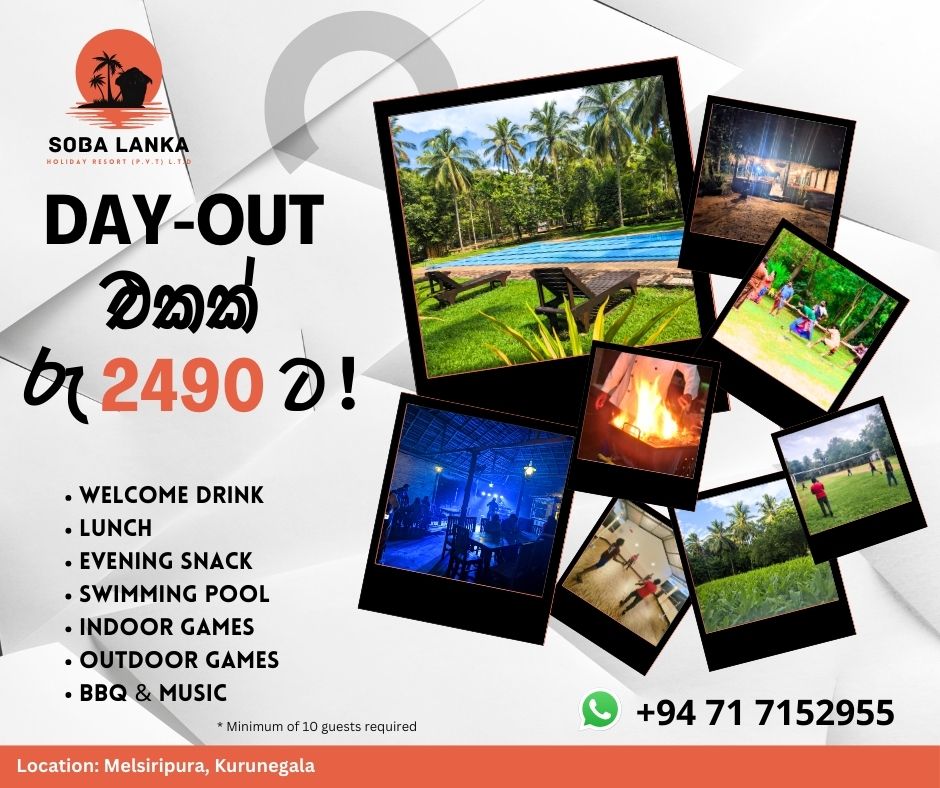 SOBA LANKA
HOLIDAY RESORT (P.V.T) L.T.D
DAY-OUT
එකක්
රු 2490 ට !
• WELCOME DRINK
• LUNCH
• EVENING SNACK
• SWIMMING POOL
• INDOOR GAMES
• OUTDOOR GAMES
• BBQ & MUSIC
* Minimum of 10 guests required
+94 71 7152955
Location: Melsiripura, Kurunegala